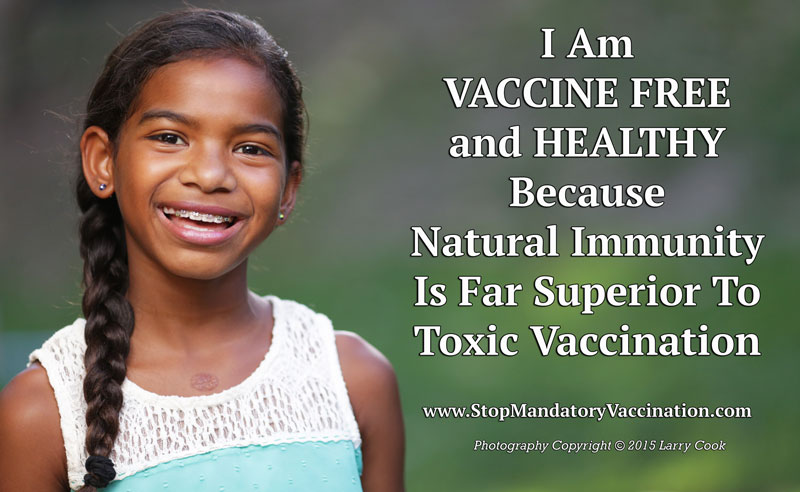 I Am
VACCINE FREE
and HEALTHY
Because
Natural Immunity
Is Far Superior To
Toxic Vaccination
www.StopMandatoryVaccination.com
Photography Copyright © 2015 Larry Cook